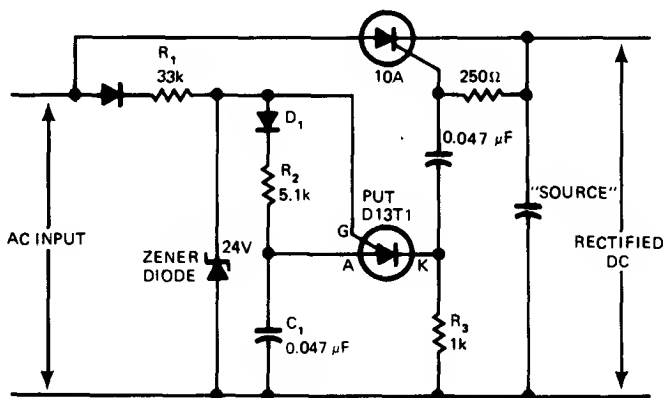 R1
33k
10A
250Ω
D1
0.047 µF
R2
5.1k
PUT
D13T1
"SOURCE"
AC INPUT
ZENER
DIODE
24V
G
A
K
RECTIFIED
DC
C1
0.047 µF
R3
1k